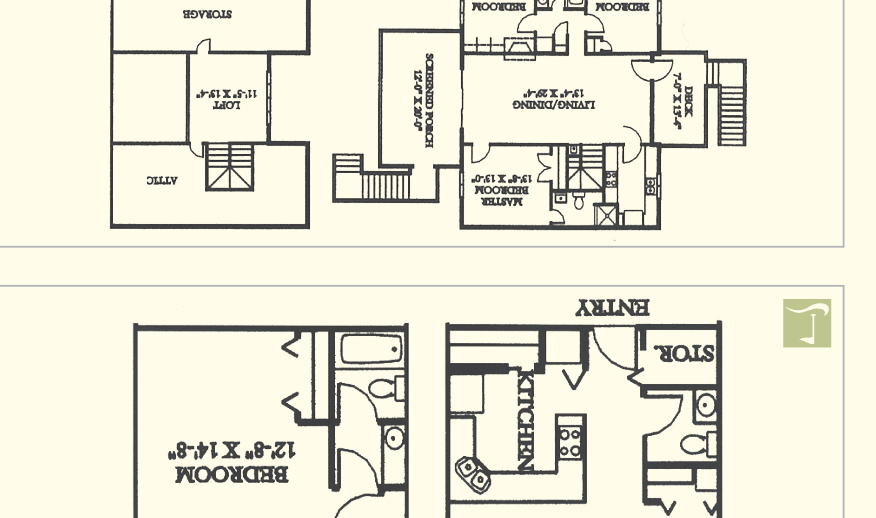 STORAGE
BEDROOM
BEDROOM
LOFT
11'-5" X 13'-4"
SCREENED PORCH
12'-0" X 20'-0"
LIVING/DINING
13'-4" X 29'-4"
DECK
7'-0" X 13'-4"
ATTIC
MASTER
BEDROOM
13'-8" X 13'-0"
ENTRY
STOR.
KITCHEN
BEDROOM
12'-8" X 14'-8"